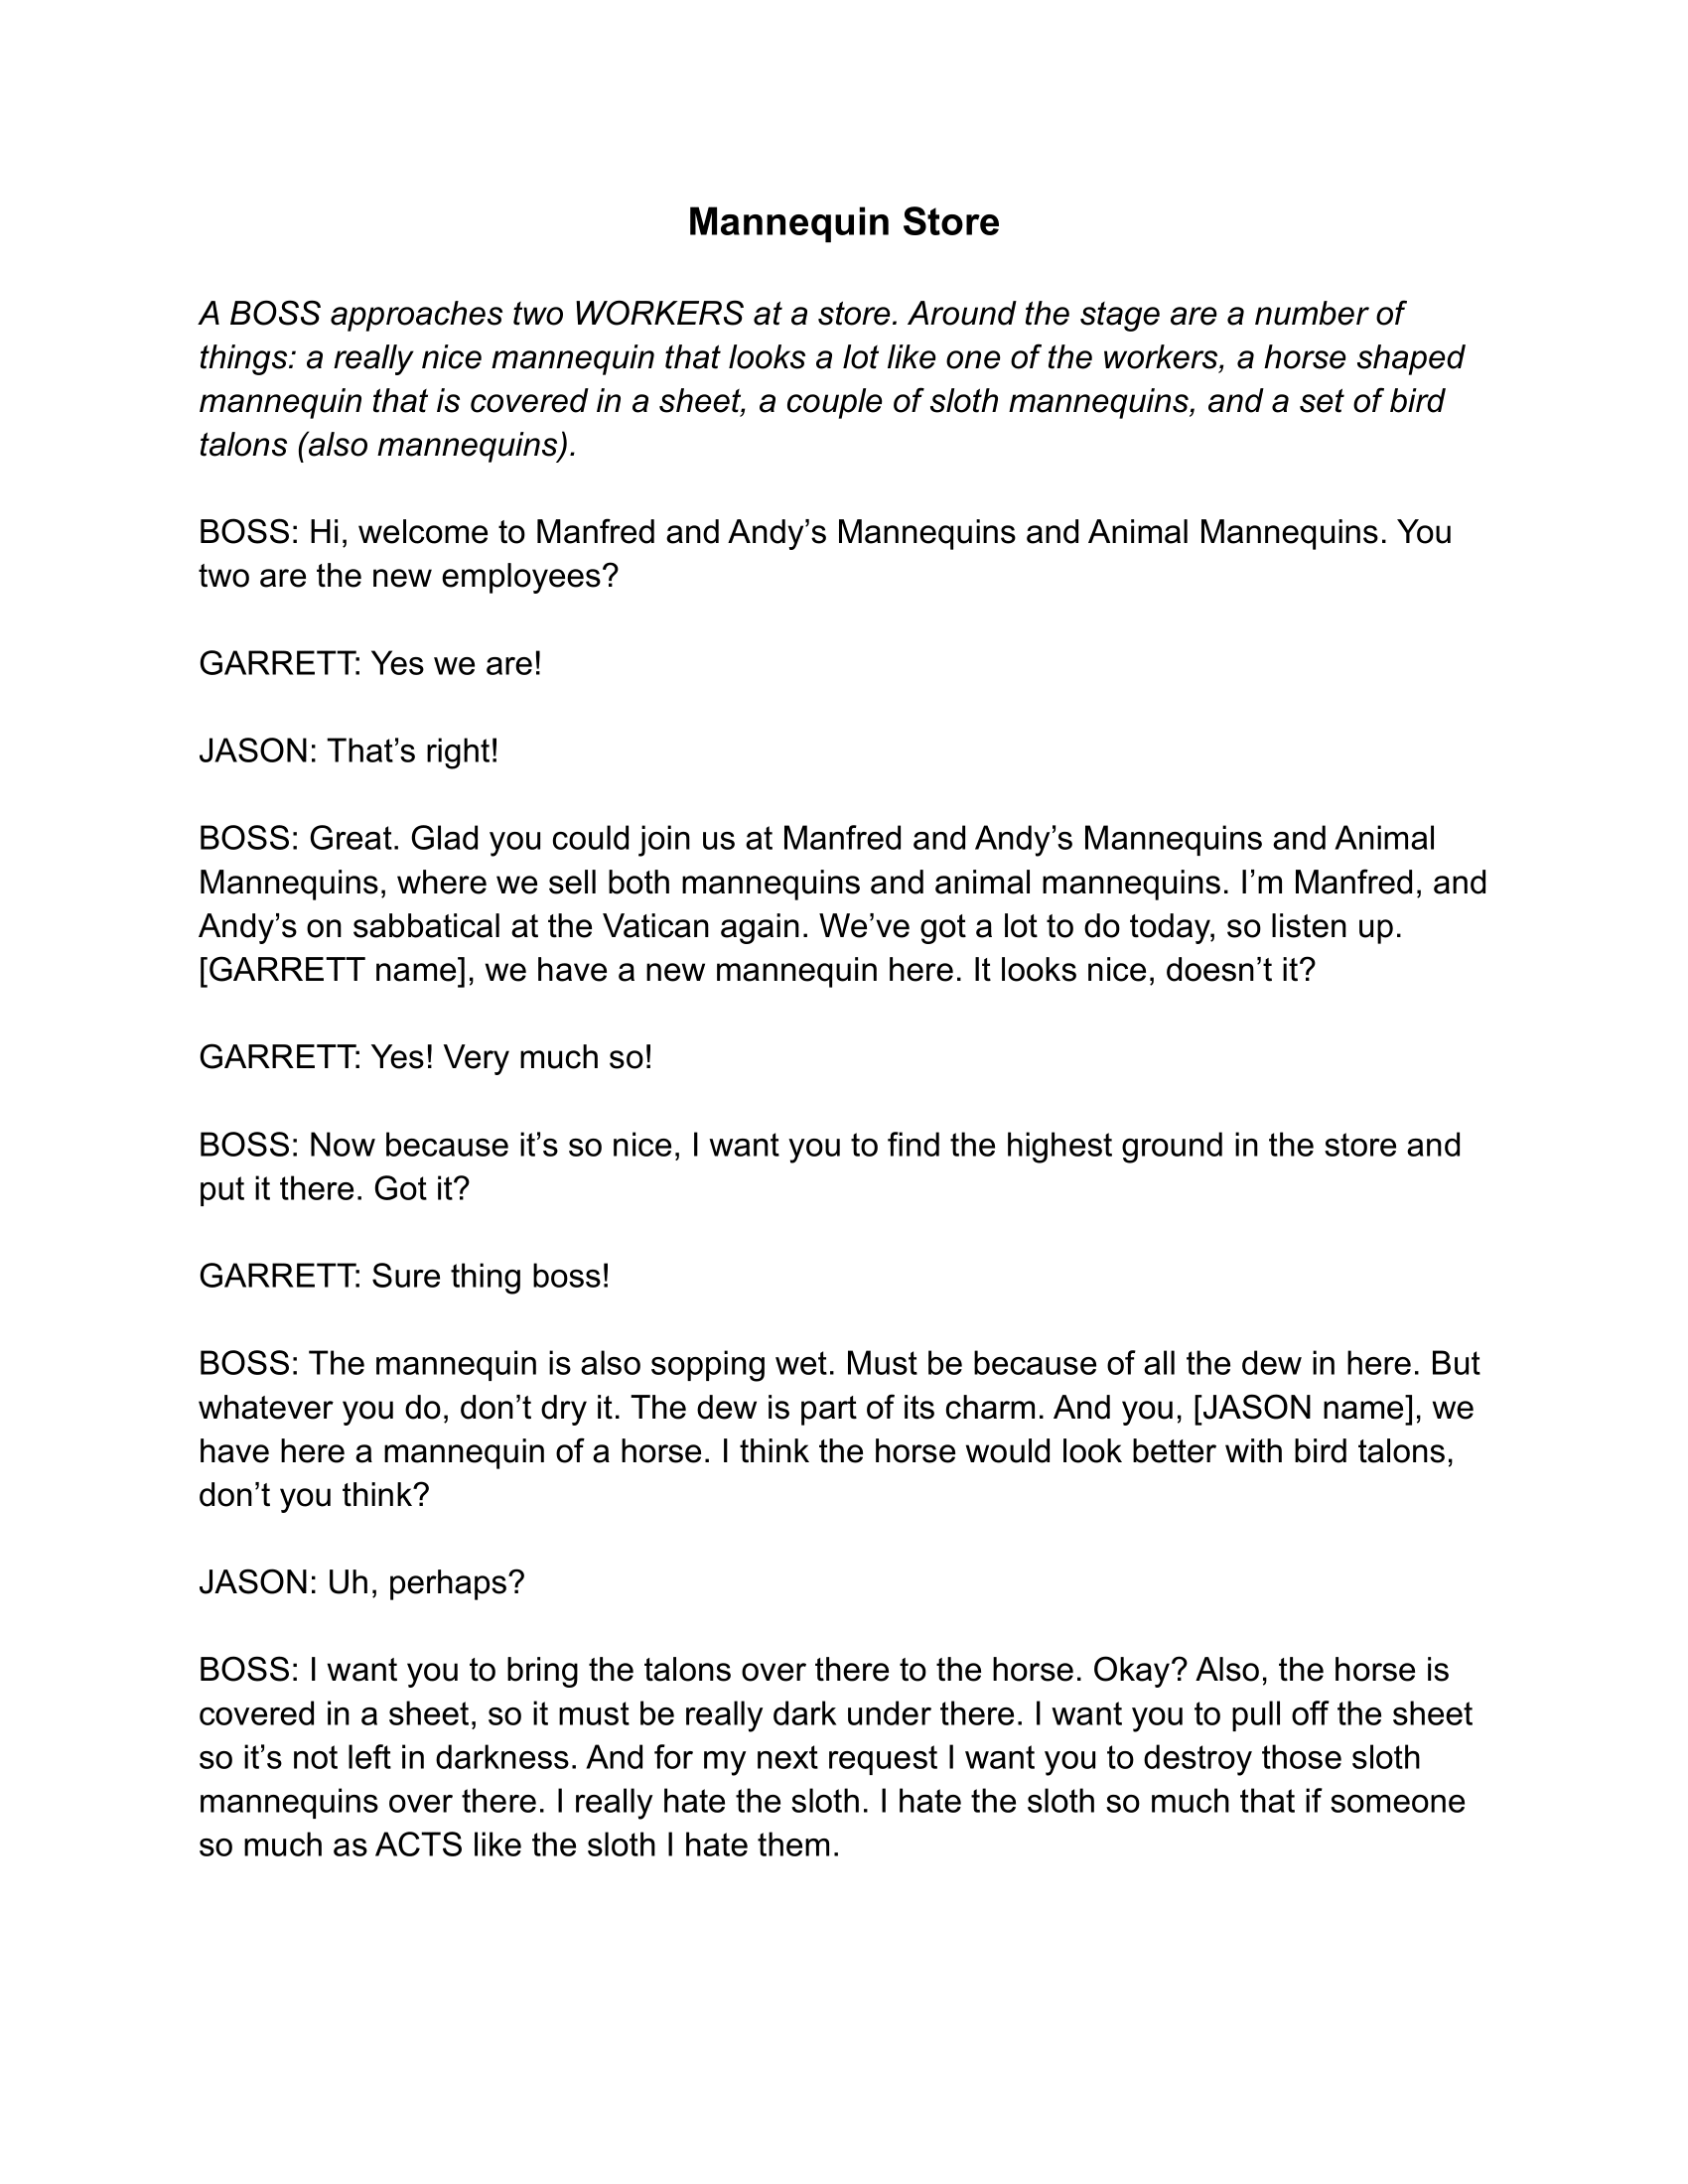 Mannequin Store
A BOSS approaches two WORKERS at a store. Around the stage are a number of
things: a really nice mannequin that looks a lot like one of the workers, a horse shaped
mannequin that is covered in a sheet, a couple of sloth mannequins, and a set of bird
talons (also mannequins).
BOSS: Hi, welcome to Manfred and Andy’s Mannequins and Animal Mannequins. You
two are the new employees?
GARRETT: Yes we are!
JASON: That’s right!
BOSS: Great. Glad you could join us at Manfred and Andy’s Mannequins and Animal
Mannequins, where we sell both mannequins and animal mannequins. I’m Manfred, and
Andy’s on sabbatical at the Vatican again. We’ve got a lot to do today, so listen up.
[GARRETT name], we have a new mannequin here. It looks nice, doesn’t it?
GARRETT: Yes! Very much so!
BOSS: Now because it’s so nice, I want you to find the highest ground in the store and
put it there. Got it?
GARRETT: Sure thing boss!
BOSS: The mannequin is also sopping wet. Must be because of all the dew in here. But
whatever you do, don’t dry it. The dew is part of its charm. And you, [JASON name], we
have here a mannequin of a horse. I think the horse would look better with bird talons,
don’t you think?
JASON: Uh, perhaps?
BOSS: I want you to bring the talons over there to the horse. Okay? Also, the horse is
covered in a sheet, so it must be really dark under there. I want you to pull off the sheet
so it’s not left in darkness. And for my next request I want you to destroy those sloth
mannequins over there. I really hate the sloth. I hate the sloth so much that if someone
so much as ACTS like the sloth I hate them.